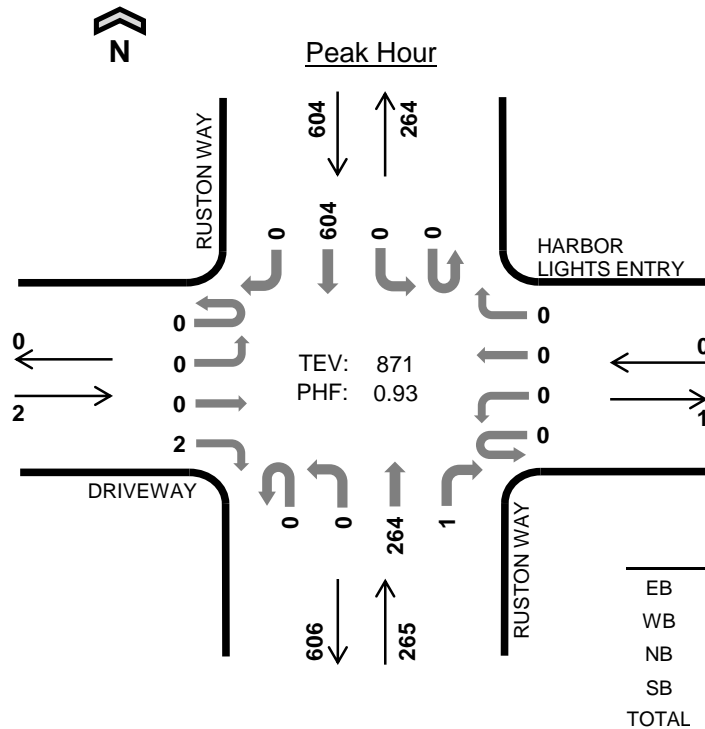 N
Peak Hour
604
264
RUSTON WAY
0
604
0
0
HARBOR
LIGHTS ENTRY
0
0
0
2
0
0
0
2
TEV: 871
PHF: 0.93
0
0
0
0
0
1
DRIVEWAY
0
0
264
1
RUSTON WAY
606
265
EB
WB
NB
SB
TOTAL